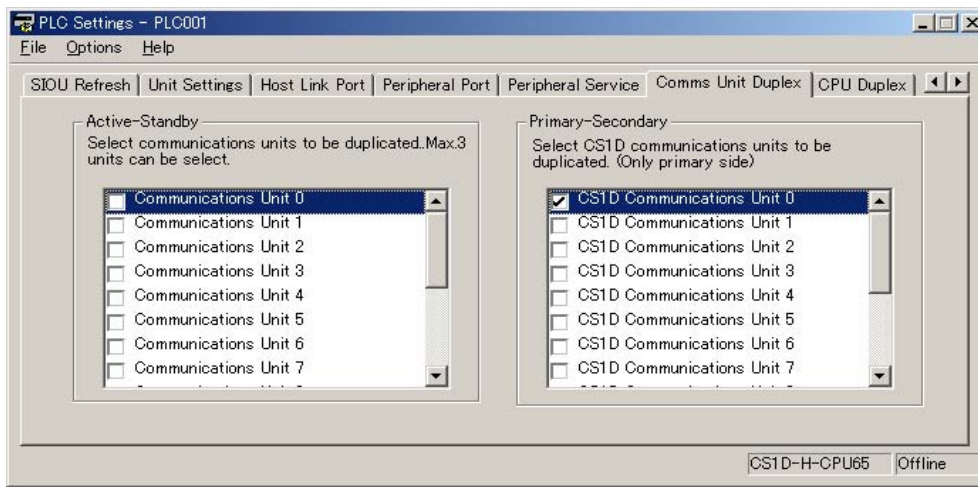 PLC Settings - PLC001
File Options Help
SIOU Refresh Unit Settings Host Link Port Peripheral Port Peripheral Service Comms Unit Duplex CPU Duplex
Active-Standby
Select communications units to be duplicated..Max.3
units can be select.
Communications Unit 0
Communications Unit 1
Communications Unit 2
Communications Unit 3
Communications Unit 4
Communications Unit 5
Communications Unit 6
Communications Unit 7
Primary-Secondary
Select CS1D communications units to be
duplicated. (Only primary side)
CS1D Communications Unit 0
CS1D Communications Unit 1
CS1D Communications Unit 2
CS1D Communications Unit 3
CS1D Communications Unit 4
CS1D Communications Unit 5
CS1D Communications Unit 6
CS1D Communications Unit 7
CS1D-H-CPU65 Offline